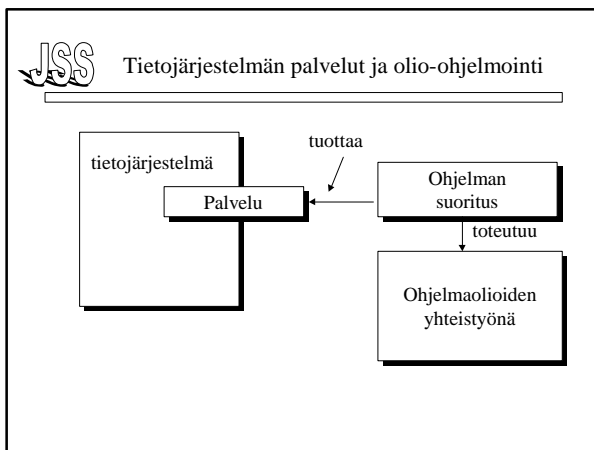 JSS
Tietojärjestelmän palvelut ja olio-ohjelmointi
tietojärjestelmä
tuottaa
Palvelu
Ohjelman
suoritus
toteutuu
Ohjelmaolioiden
yhteistyönä